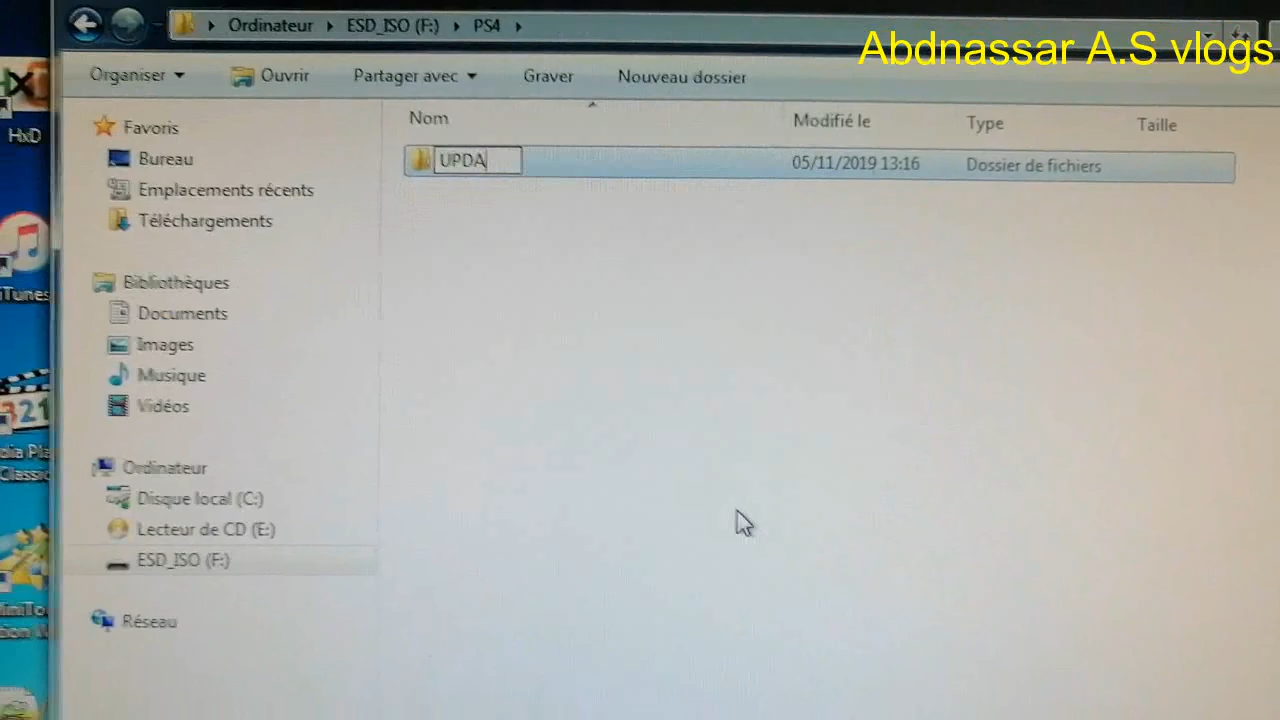 Ordinateur ESD_ISO (F:) PS4
Abdnassar A.S vlogs
Organiser Ouvrir Partager avec Graver Nouveau dossier
Nom Modifié le Type Taille
UPDA 05/11/2019 13:16 Dossier de fichiers
Favoris
Bureau
Emplacements récents
Téléchargements
Bibliothèques
Documents
Images
Musique
Vidéos
Ordinateur
Disque local (C:)
Lecteur de CD (E:)
ESD_ISO (F:)
Réseau
HxD
iTunes
321
Classic